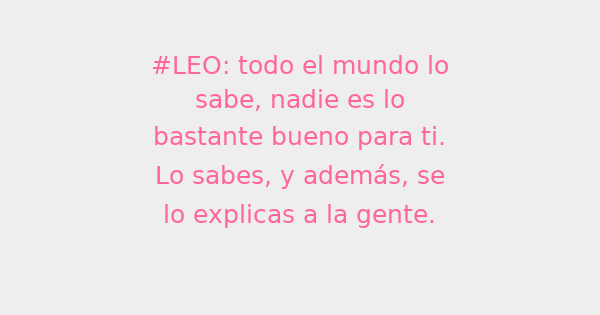 #LEO: todo el mundo lo
sabe, nadie es lo
bastante bueno para ti.
Lo sabes, y además, se
lo explicas a la gente.